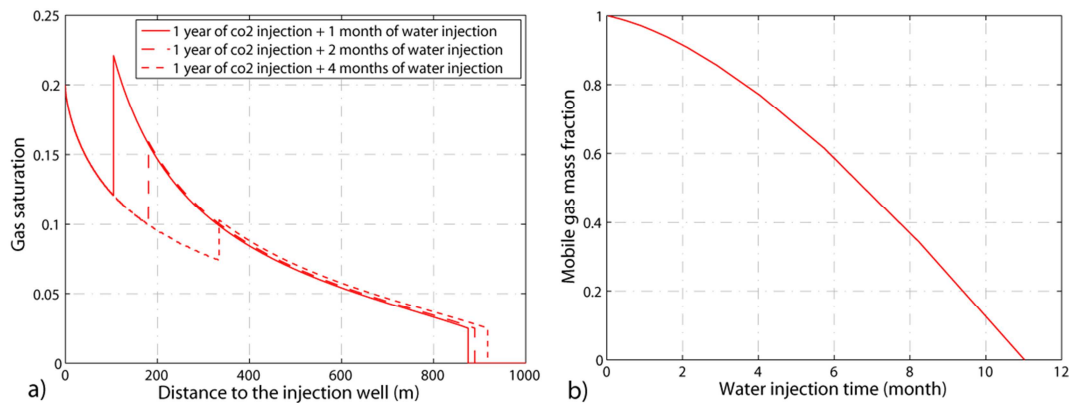 0.25
0.2
0.15
0.1
0.05
0
0
200
400
600
800
1000
Gas saturation
Distance to the injection well (m)
1 year of co2 injection + 1 month of water injection
1 year of co2 injection + 2 months of water injection
1 year of co2 injection + 4 months of water injection
a)
1
0.8
0.6
0.4
0.2
0
0
2
4
6
8
10
12
Mobile gas mass fraction
Water injection time (month)
b)